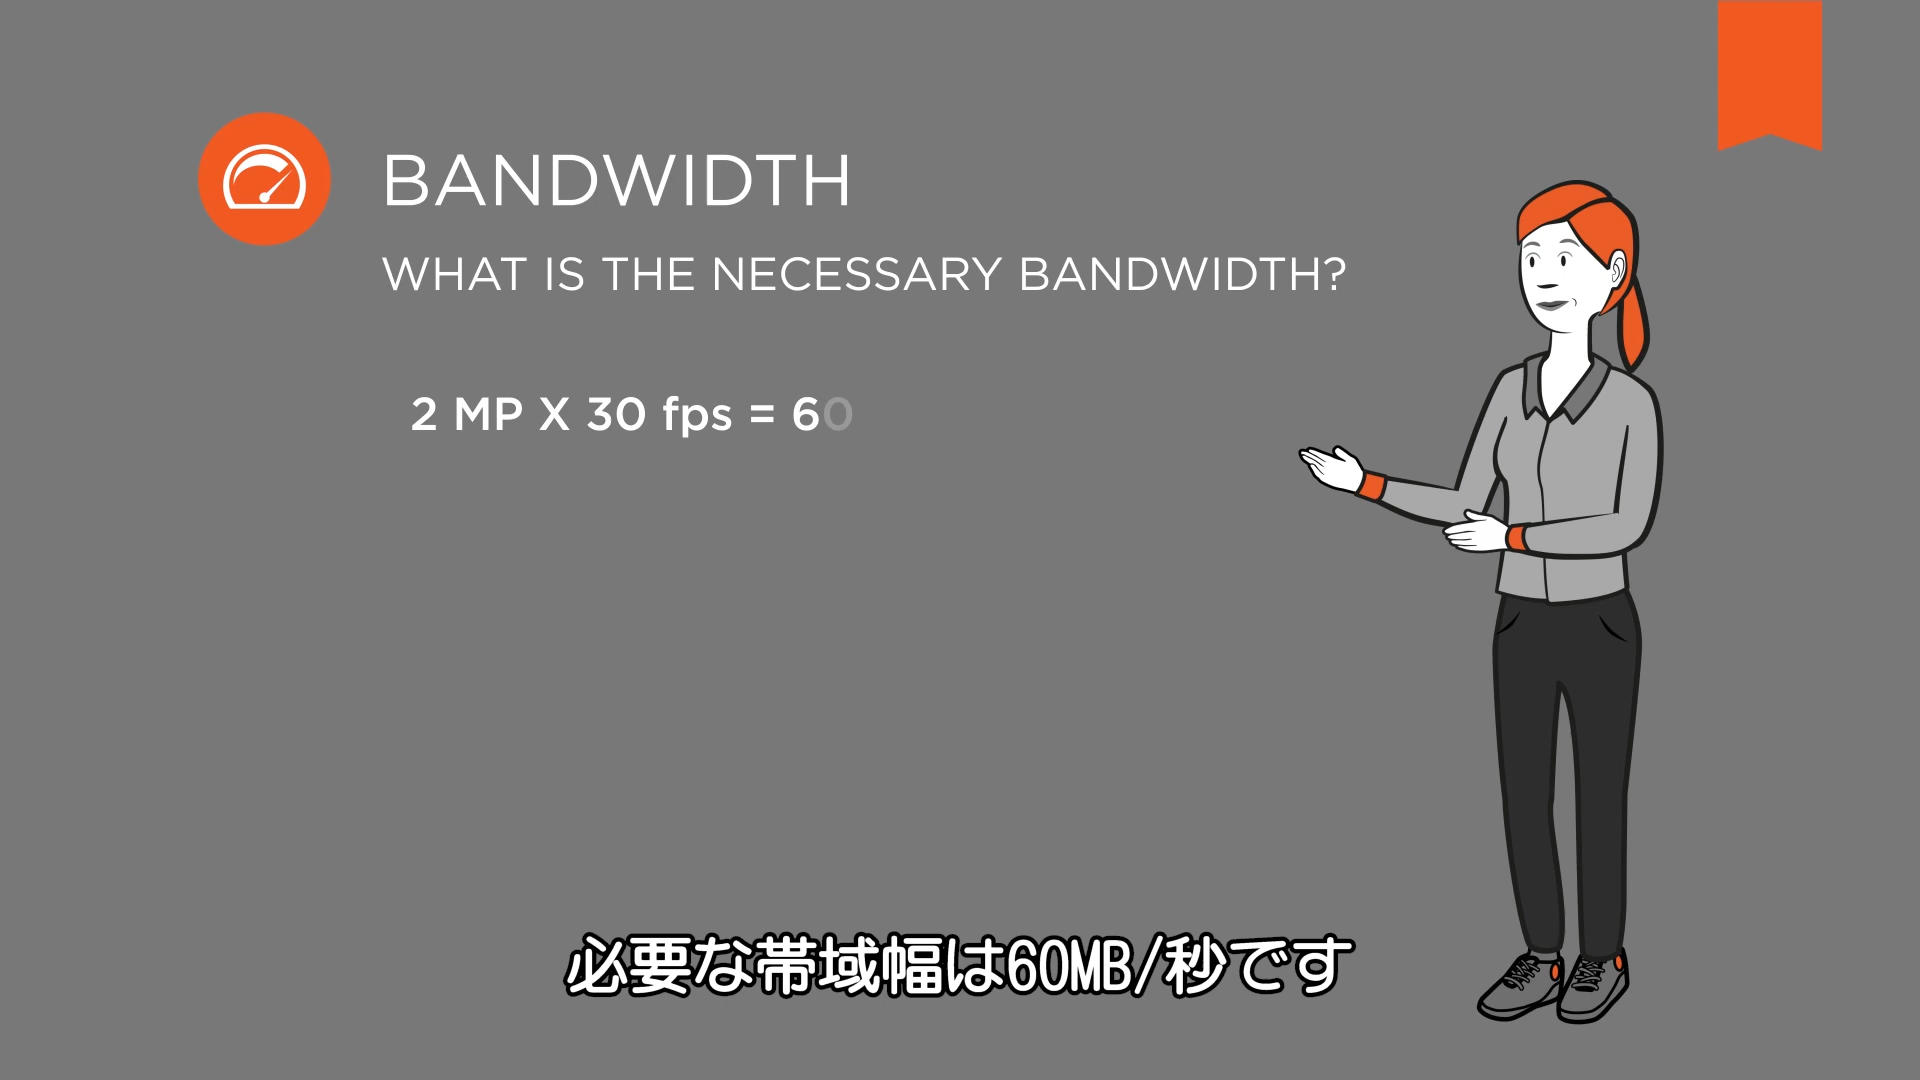 BANDWIDTH
WHAT IS THE NECESSARY BANDWIDTH?
2 MP X 30 fps = 60
必要な帯域幅は60MB/秒です